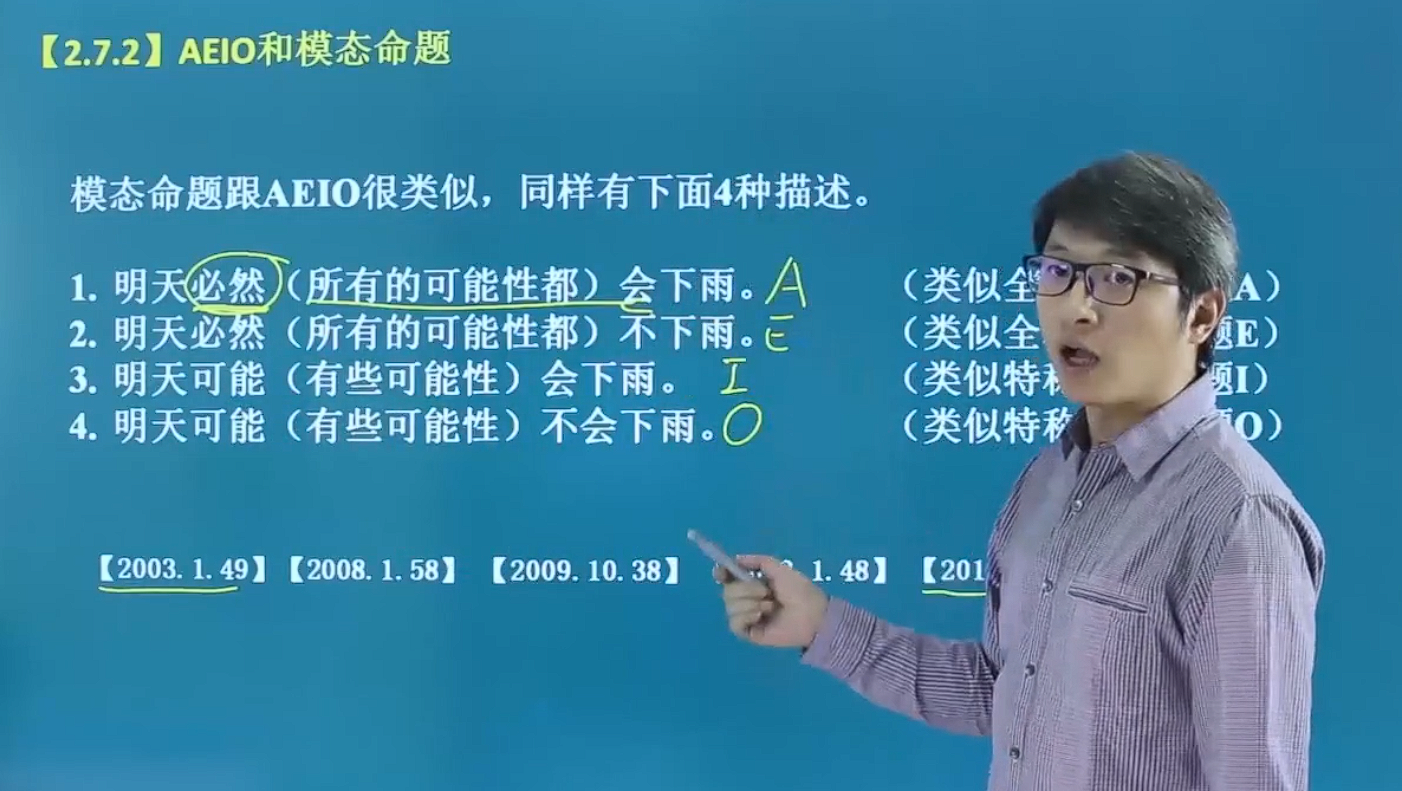 【2.7.2】AEIO和模态命题
模态命题跟AEIO很类似，同样有下面4种描述。
1. 明天必然（所有的可能性都）会下雨。A （类似全 A）
2. 明天必然（所有的可能性都）不下雨。E （类似全 题E）
3. 明天可能（有些可能性）会下雨。 I （类似特称 题I）
4. 明天可能（有些可能性）不会下雨。O （类似特称 O）
【2003.1.49】【2008.1.58】 【2009.10.38】 1.48】 【201